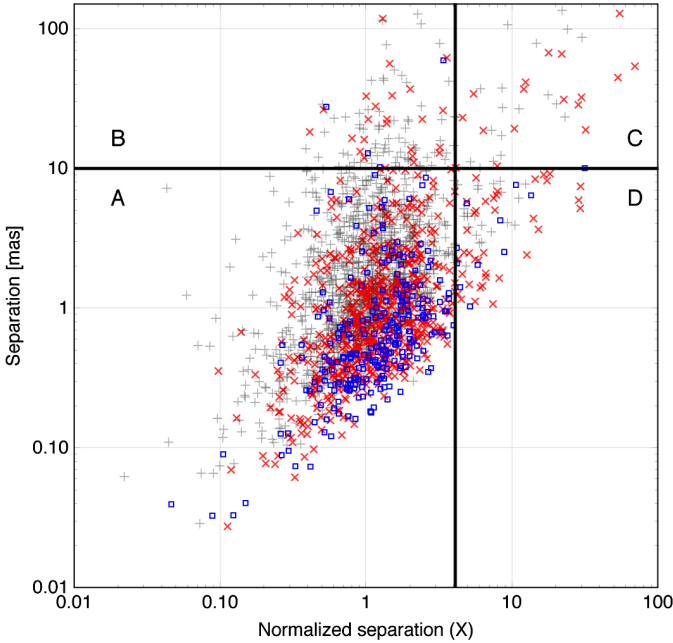 100
B
C
10
A
D
Separation [mas]
1
0.10
0.01
0.01
0.10
1
10
100
Normalized separation (X)